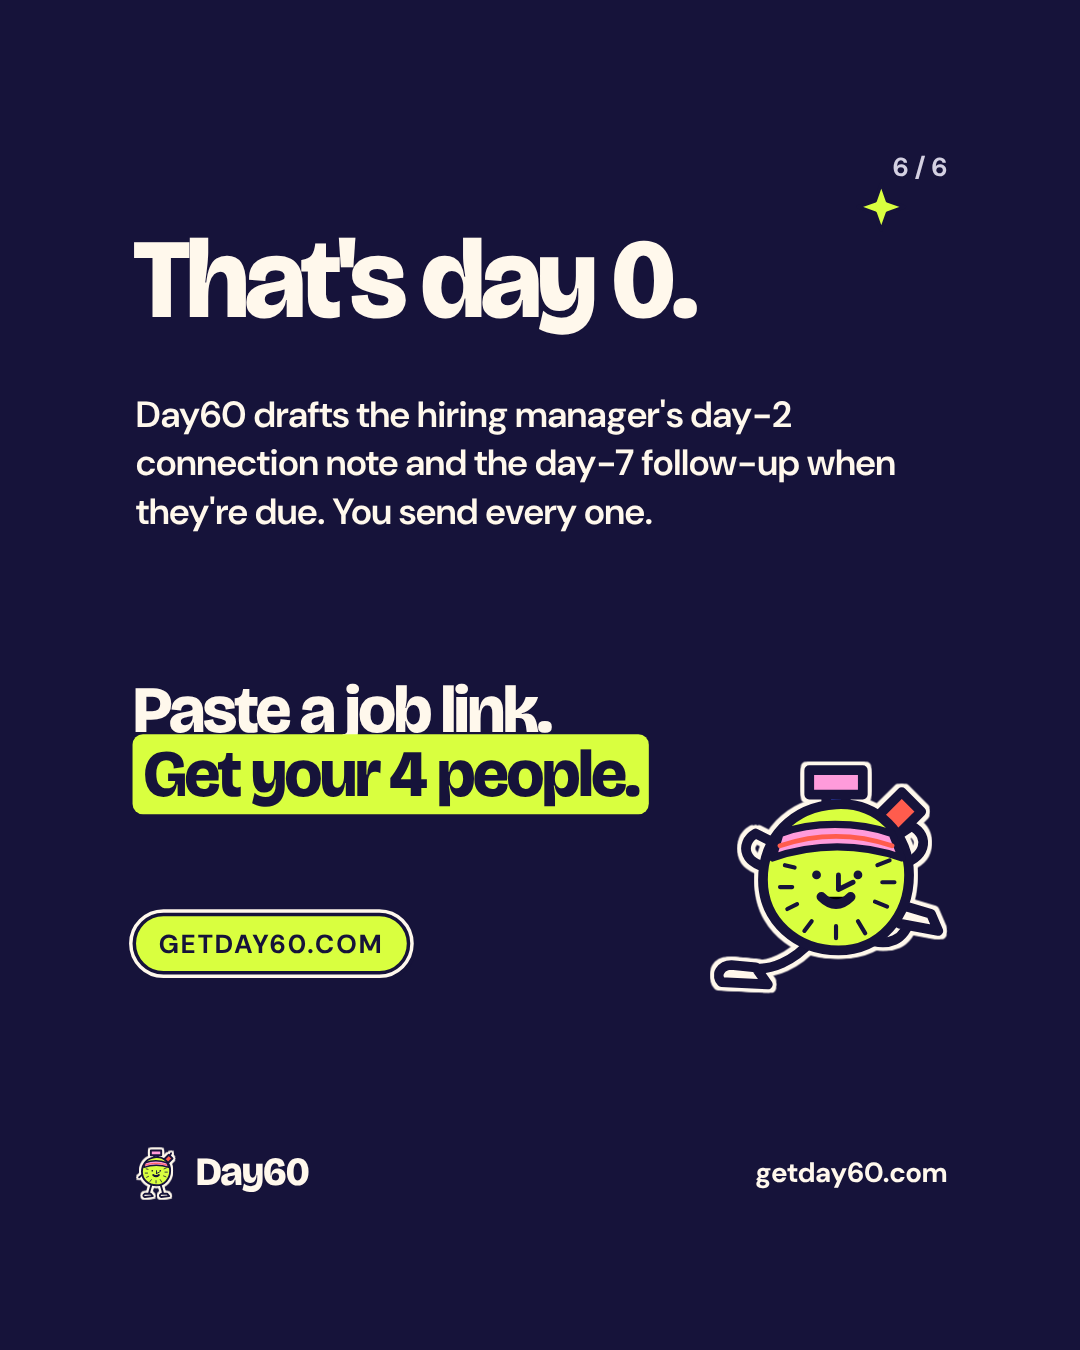 6 / 6
That's day 0.
Day60 drafts the hiring manager's day-2
connection note and the day-7 follow-up when
they're due. You send every one.
Paste a job link.
Get your 4 people.
GETDAY60.COM
Day60
getday60.com